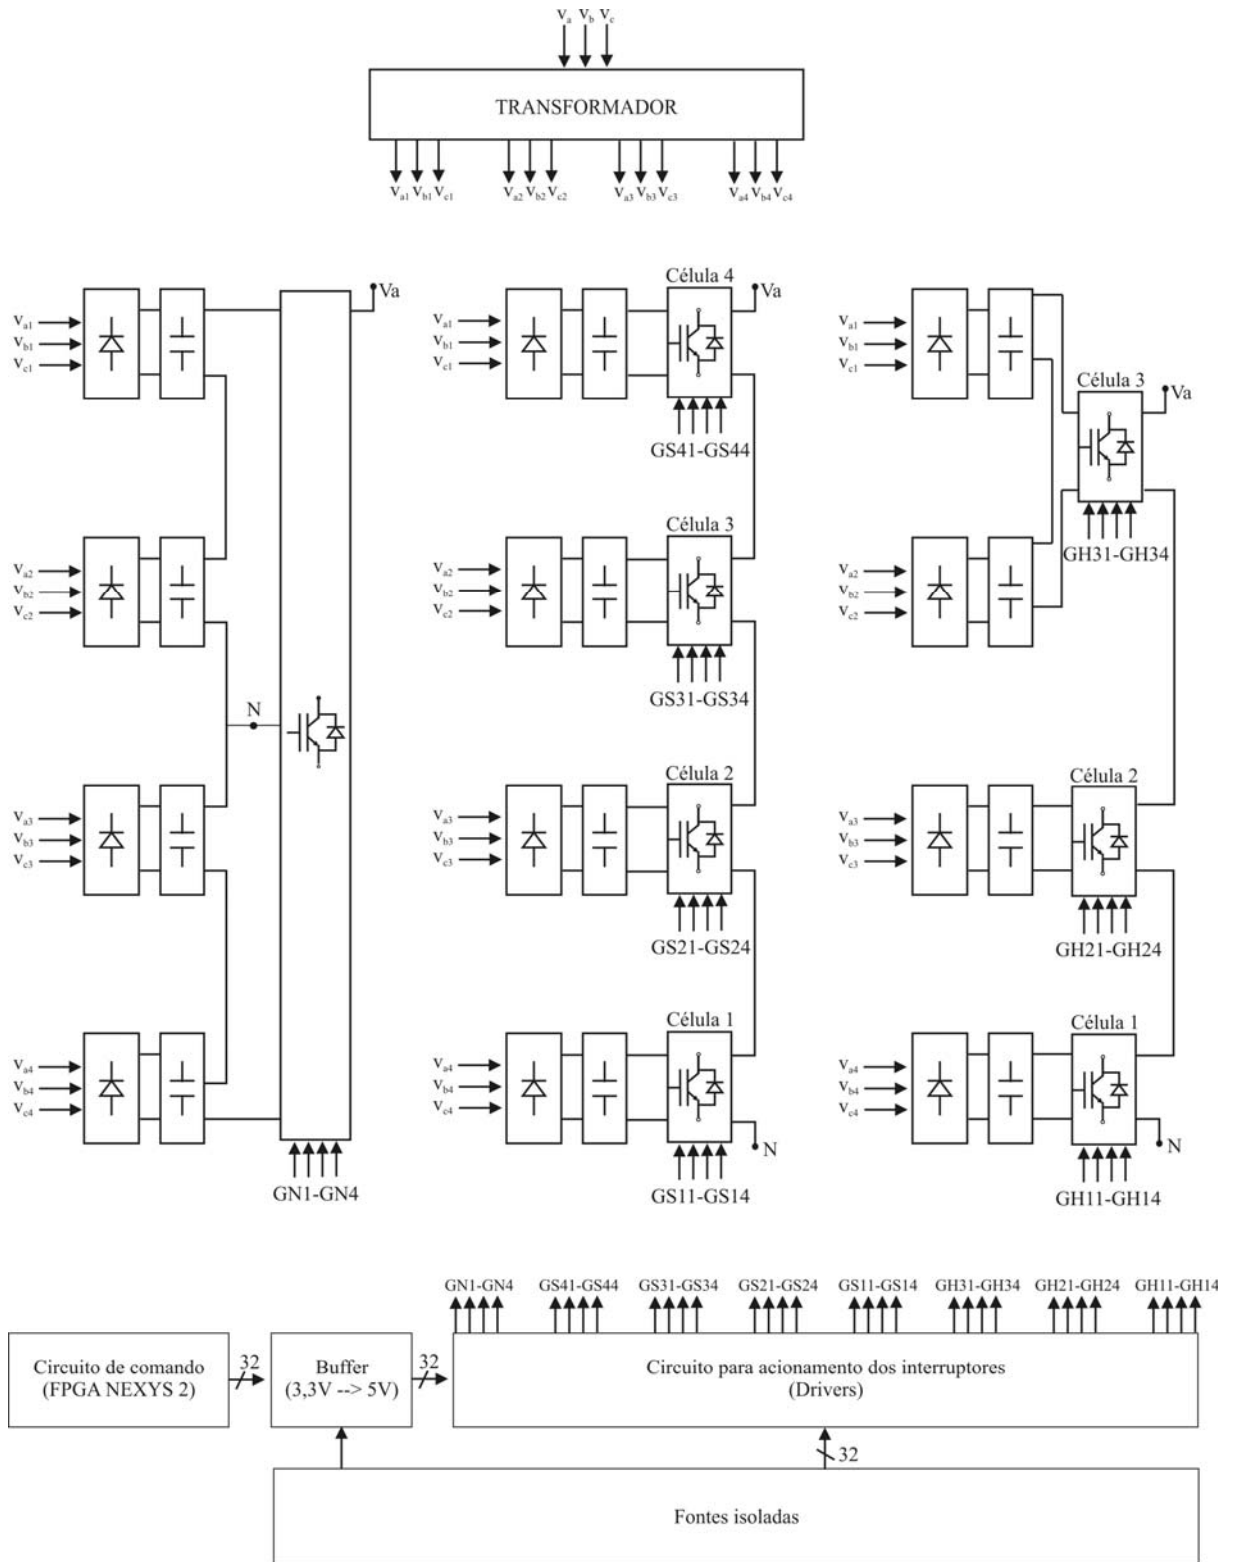 va vb vc
TRANSFORMADOR
va1 vb1 vc1 va2 vb2 vc2 va3 vb3 vc3 va4 vb4 vc4
va1
vb1
vc1
Va
va2
vb2
vc2
N
va3
vb3
vc3
va4
vb4
vc4
GN1-GN4
Célula 4
va1
vb1
vc1
Va
GS41-GS44
Célula 3
va2
vb2
vc2
GS31-GS34
Célula 2
va3
vb3
vc3
GS21-GS24
Célula 1
va4
vb4
vc4
N
GS11-GS14
va1
vb1
vc1
Célula 3
Va
GH31-GH34
va2
vb2
vc2
Célula 2
va3
vb3
vc3
GH21-GH24
Célula 1
va4
vb4
vc4
N
GH11-GH14
GN1-GN4 GS41-GS44 GS31-GS34 GS21-GS24 GS11-GS14 GH31-GH34 GH21-GH24 GH11-GH14
Circuito de comando
(FPGA NEXYS 2)
32
Buffer
(3,3V --> 5V)
32
Circuito para acionamento dos interruptores
(Drivers)
32
Fontes isoladas